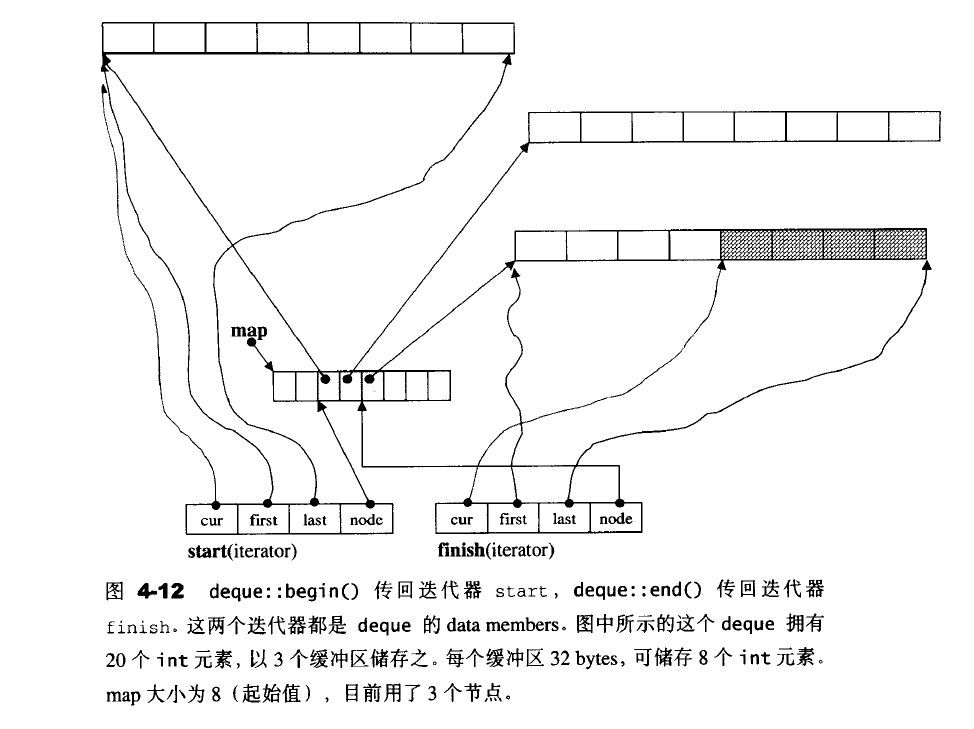 map
cur first last node
cur first last node
start(iterator)
finish(iterator)
图 4-12 deque::begin() 传回迭代器 start, deque::end() 传回迭代器
finish。这两个迭代器都是 deque 的 data members。图中所示的这个 deque 拥有
20 个 int 元素, 以 3 个缓冲区储存之。每个缓冲区 32 bytes, 可储存 8 个 int 元素。
map 大小为 8 (起始值), 目前用了 3 个节点。